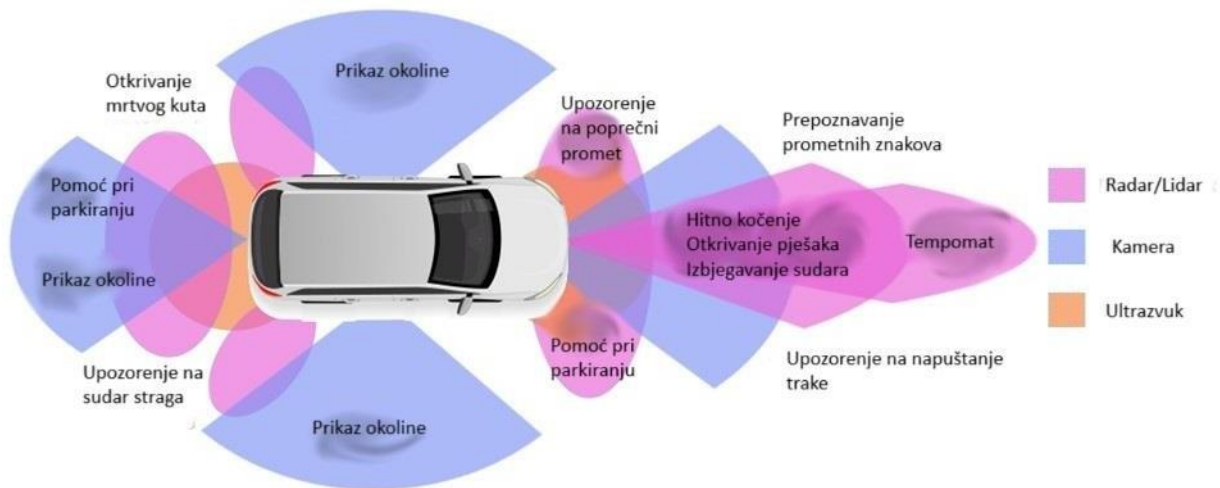 Prikaz okoline
Otkrivanje
mrtvog kuta
Upozorenje
na poprečni
promet
Prepoznavanje
prometnih znakova
Pomoć pri
parkiranju
Prikaz okoline
Hitno kočenje
Otkrivanje pješaka
Izbjegavanje sudara
Tempomat
Radar/Lidar
Kamera
Ultrazvuk
Upozorenje na
sudar straga
Pomoć pri
parkiranju
Upozorenje na napuštanje
trake
Prikaz okoline